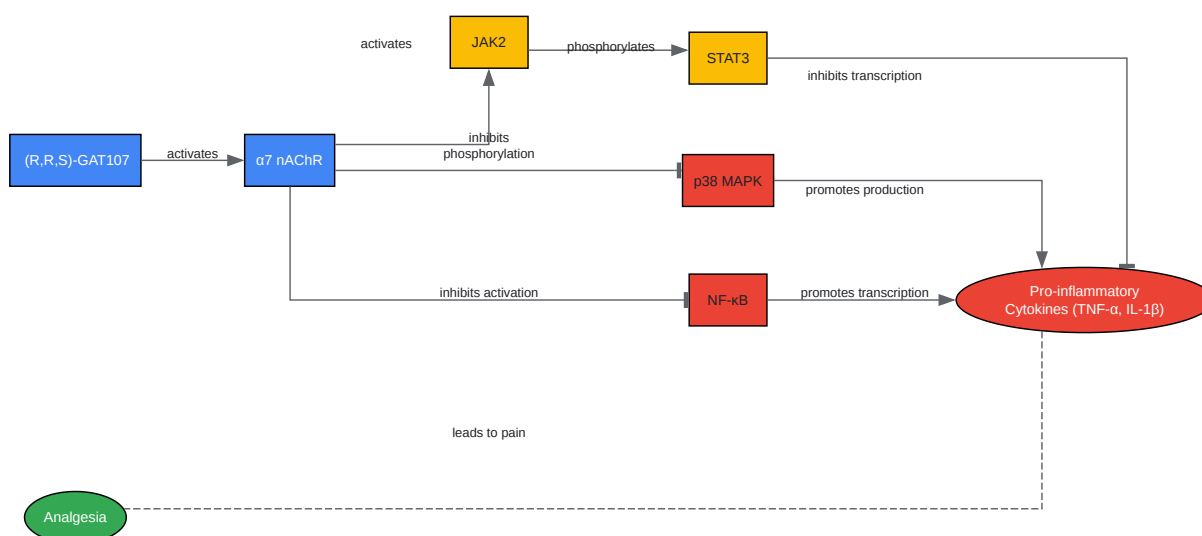 activates
JAK2
phosphorylates
STAT3
inhibits transcription
(R,R,S)-GAT107
activates
α7 nAChR
inhibits
phosphorylation
p38 MAPK
promotes production
inhibits activation
NF-κB
promotes transcription
Pro-inflammatory
Cytokines (TNF-α, IL-1β)
leads to pain
Analgesia